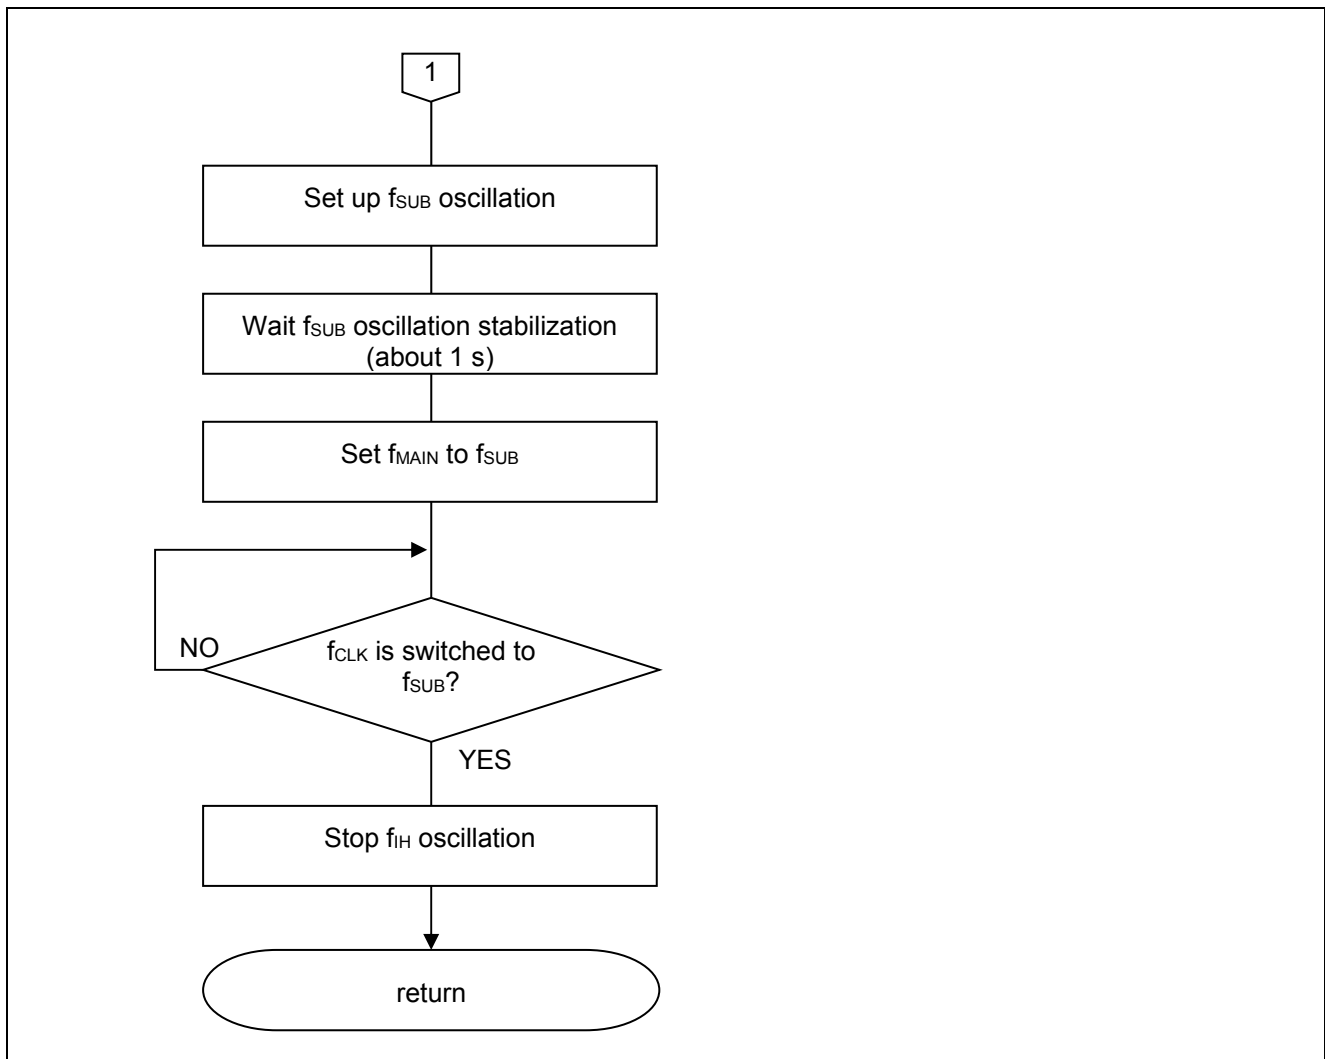 1
Set up fSUB oscillation
Wait fSUB oscillation stabilization
(about 1 s)
Set fMAIN to fSUB
NO
fCLK is switched to
fSUB?
YES
Stop fIH oscillation
return